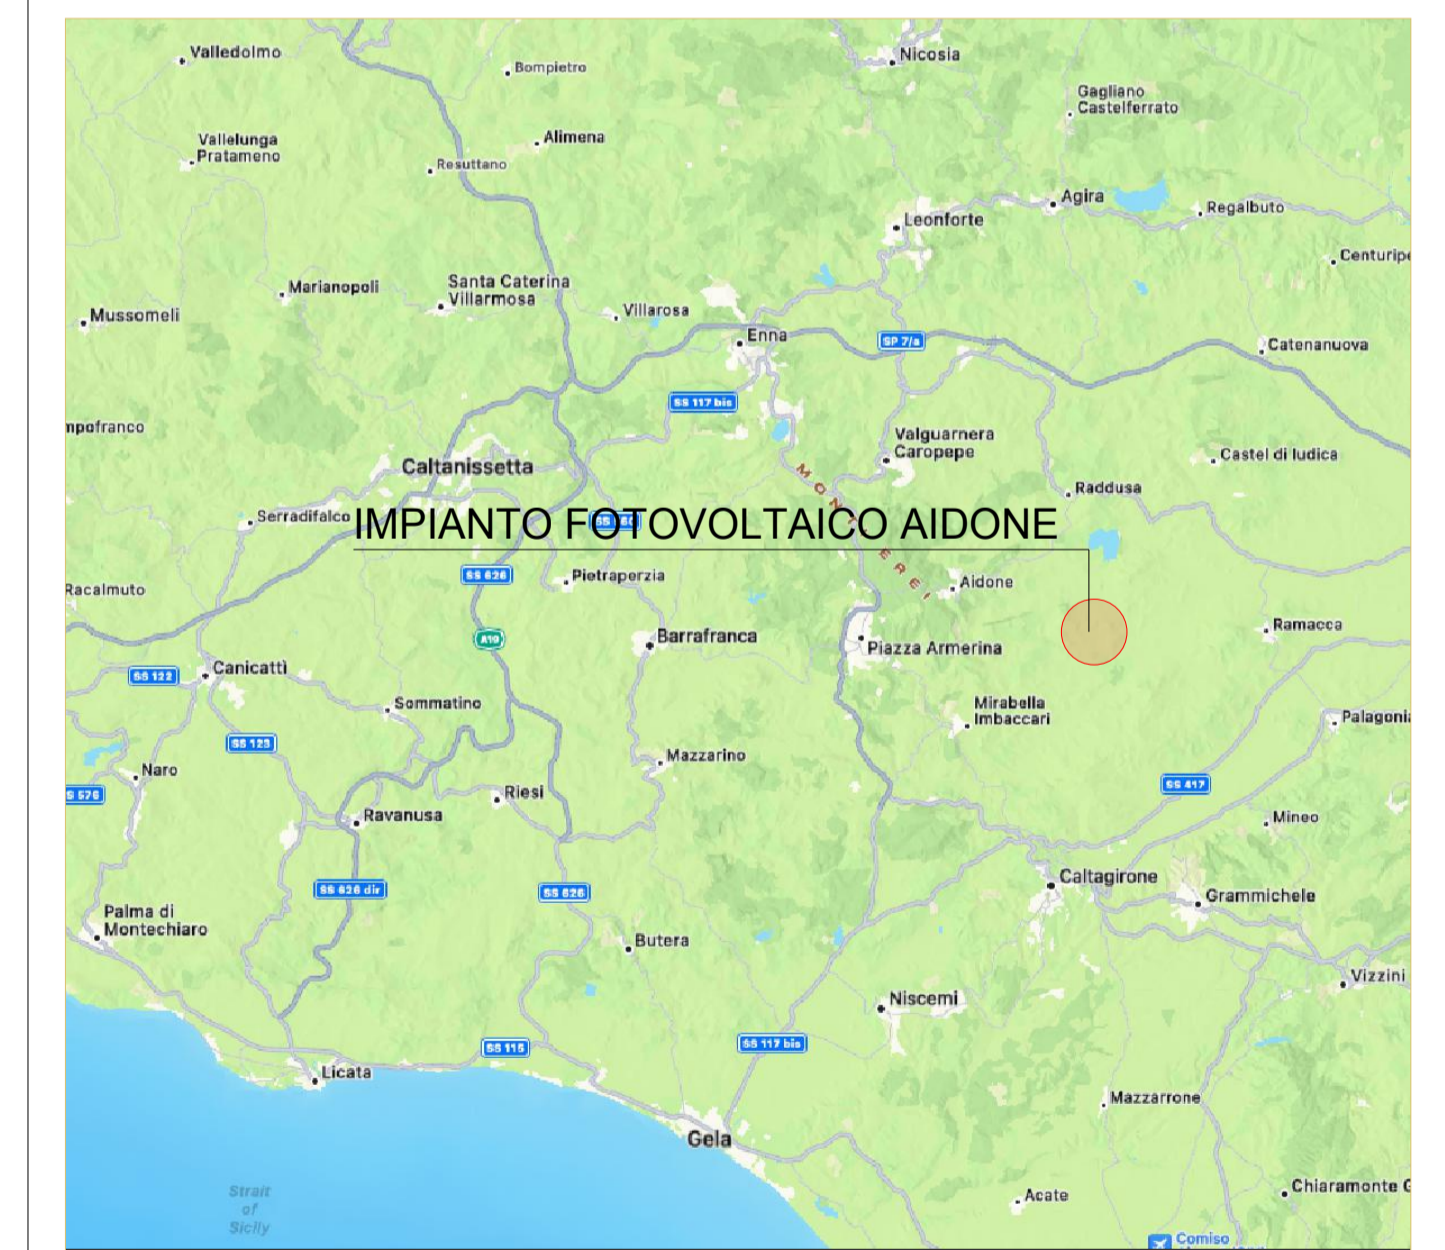 Valledolmo
Bompietro
Nicosia
Gagliano
Castelferrato
Vallelunga
Pratameno
Alimena
Resuttano
Agira
Regalbuto
Leonforte
Centuripe
Marianopoli
Santa Caterina
Villarmosa
Villarosa
Mussomeli
Enna
SP 7/a
Catenanuova
SS 117 bis
mpofranco
Valguarnera
Caropepe
Castel di Iudica
Caltanissetta
MONTI EREI
Raddusa
Serradifalco
IMPIANTO FOTOVOLTAICO AIDONE
SS 626
Pietraperzia
Aidone
Racalmuto
A19
Barrafranca
Piazza Armerina
Ramacca
SS 122
Canicattì
Sommatino
Mirabella
Imbaccari
Palagoni
SS 123
Naro
Mazzarino
SS 417
S 576
Riesi
Ravanusa
Mineo
SS 626 dir
SS 626
Caltagirone
Grammichele
Palma di
Montechiaro
Butera
Vizzini
Niscemi
SS 115
SS 117 bis
Licata
Mazzarrone
Gela
Strait
of
Sicily
Acate
Chiaramonte G
Comiso